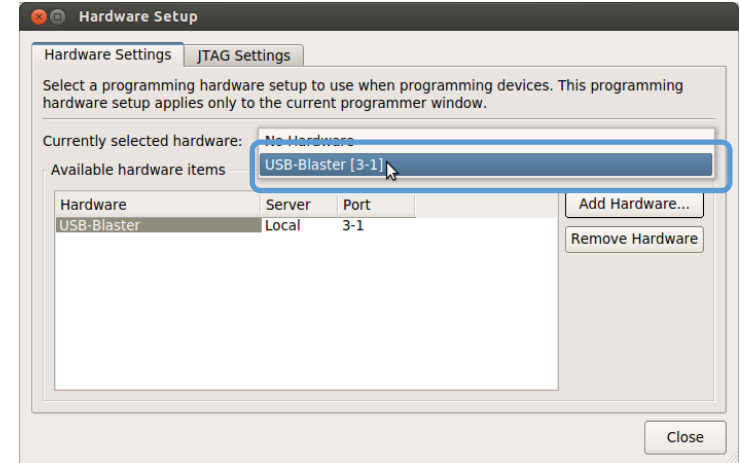 Hardware Setup
Hardware Settings JTAG Settings
Select a programming hardware setup to use when programming devices. This programming
hardware setup applies only to the current programmer window.
Currently selected hardware: No Hardware
USB-Blaster [3-1]
Available hardware items
Hardware Server Port
USB-Blaster Local 3-1
Add Hardware...
Remove Hardware
Close